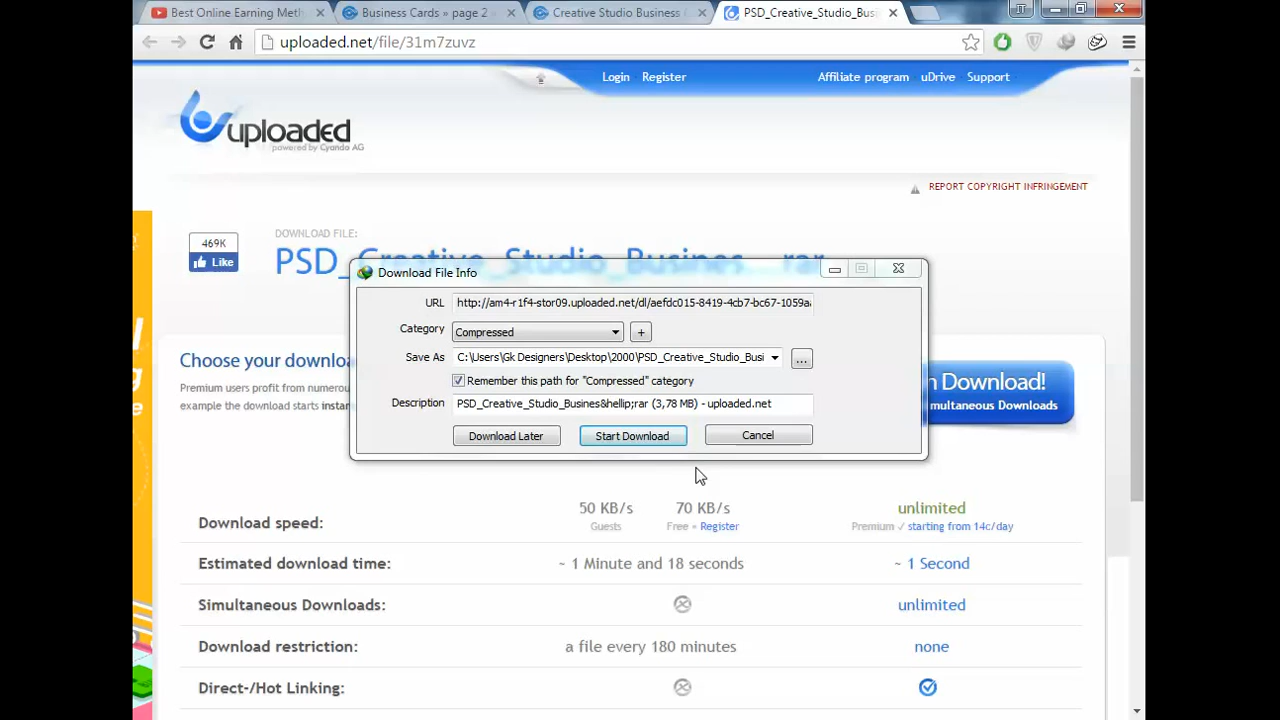 Best Online Earning Meth
Business Cards » page 2
Creative Studio Business
PSD_Creative_Studio_Bus
uploaded.net/file/31m7zuvz
Login Register Affiliate program uDrive Support
uploaded
powered by Cyando AG
REPORT COPYRIGHT INFRINGEMENT
469K
Like
DOWNLOAD FILE:
PSD_Creative_Studio_Busines...rar
Download File Info
URL http://am4-r1f4-stor09.uploaded.net/dl/aefdc015-8419-4cb7-bc67-1059a
Category Compressed +
Save As C:\Users\Gk Designers\Desktop\2000\PSD_Creative_Studio_Busi ...
Remember this path for "Compressed" category
Description PSD_Creative_Studio_Busines&hellip;rar (3,78 MB) - uploaded.net
Download Later Start Download Cancel
Choose your downloa
Premium users profit from numerou
example the download starts instan
Download!
multaneous Downloads
50 KB/s 70 KB/s unlimited
Download speed:
Guests Free • Register Premium ✓ starting from 14c/day
Estimated download time: ~ 1 Minute and 18 seconds ~ 1 Second
Simultaneous Downloads: unlimited
Download restriction: a file every 180 minutes none
Direct-/Hot Linking: